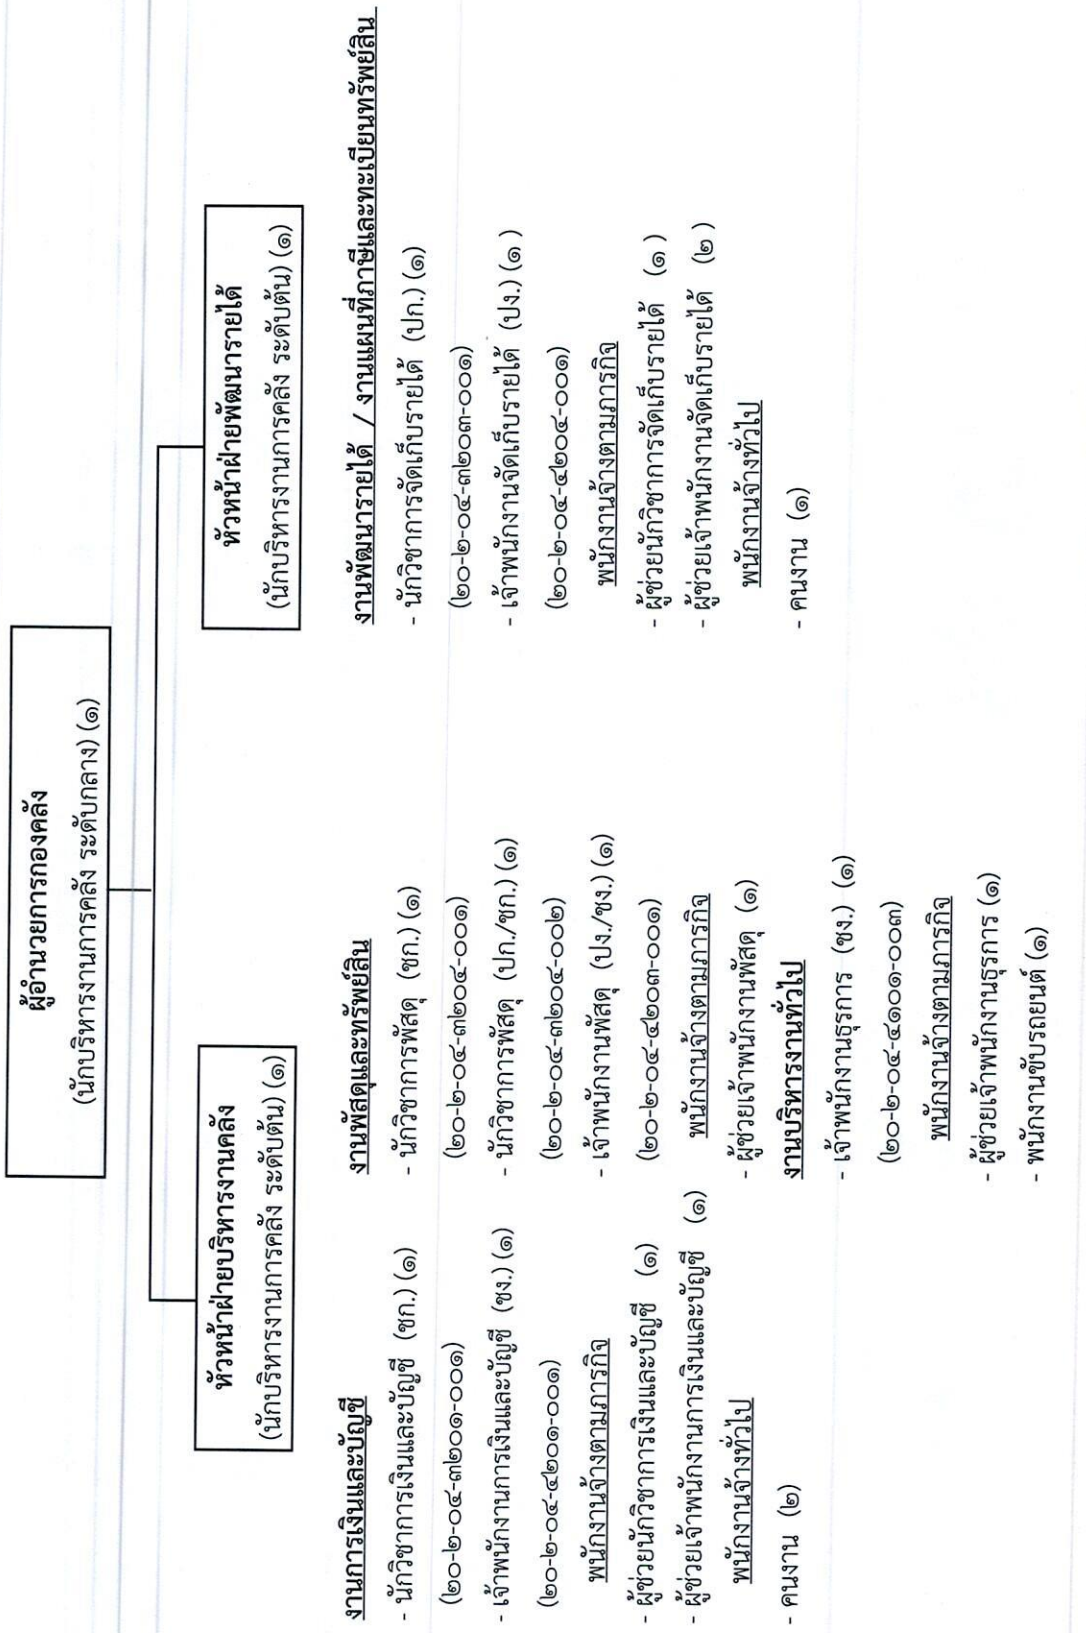 ผู้อำนวยการกองคลัง
(นักบริหารงานการคลัง ระดับกลาง) (๑)
หัวหน้าฝ่ายบริหารงานคลัง
(นักบริหารงานการคลัง ระดับต้น) (๑)
หัวหน้าฝ่ายพัฒนารายได้
(นักบริหารงานการคลัง ระดับต้น) (๑)
งานการเงินและบัญชี
- นักวิชาการเงินและบัญชี (ชก.) (๑)
(๒๐-๒-๐๔-๓๒๐๑-๐๐๑)
- เจ้าพนักงานการเงินและบัญชี (ชง.) (๑)
(๒๐-๒-๐๔-๔๒๐๑-๐๐๑)
พนักงานจ้างตามภารกิจ
- ผู้ช่วยนักวิชาการเงินและบัญชี (๑)
- ผู้ช่วยเจ้าพนักงานการเงินและบัญชี (๑)
พนักงานจ้างทั่วไป
- คนงาน (๒)
งานพัสดุและทรัพย์สิน
- นักวิชาการพัสดุ (ชก.) (๑)
(๒๐-๒-๐๔-๓๒๐๔-๐๐๑)
- นักวิชาการพัสดุ (ปก./ชก.) (๑)
(๒๐-๒-๐๔-๓๒๐๔-๐๐๒)
- เจ้าพนักงานพัสดุ (ปง./ชง.) (๑)
(๒๐-๒-๐๔-๔๒๐๓-๐๐๑)
พนักงานจ้างตามภารกิจ
- ผู้ช่วยเจ้าพนักงานพัสดุ (๑)
งานบริหารงานทั่วไป
- เจ้าพนักงานธุรการ (ชง.) (๑)
(๒๐-๒-๐๔-๔๑๐๑-๐๐๓)
พนักงานจ้างตามภารกิจ
- ผู้ช่วยเจ้าพนักงานธุรการ (๑)
- พนักงานขับรถยนต์ (๑)
งานพัฒนารายได้ / งานแผนที่ภาษีและทะเบียนทรัพย์สิน
- นักวิชาการจัดเก็บรายได้ (ปก.) (๑)
(๒๐-๒-๐๔-๓๒๐๓-๐๐๑)
- เจ้าพนักงานจัดเก็บรายได้ (ปง.) (๑ )
(๒๐-๒-๐๔-๔๒๐๔-๐๐๑)
พนักงานจ้างตามภารกิจ
- ผู้ช่วยนักวิชาการจัดเก็บรายได้ (๑ )
- ผู้ช่วยเจ้าพนักงานจัดเก็บรายได้ (๒ )
พนักงานจ้างทั่วไป
- คนงาน (๑)